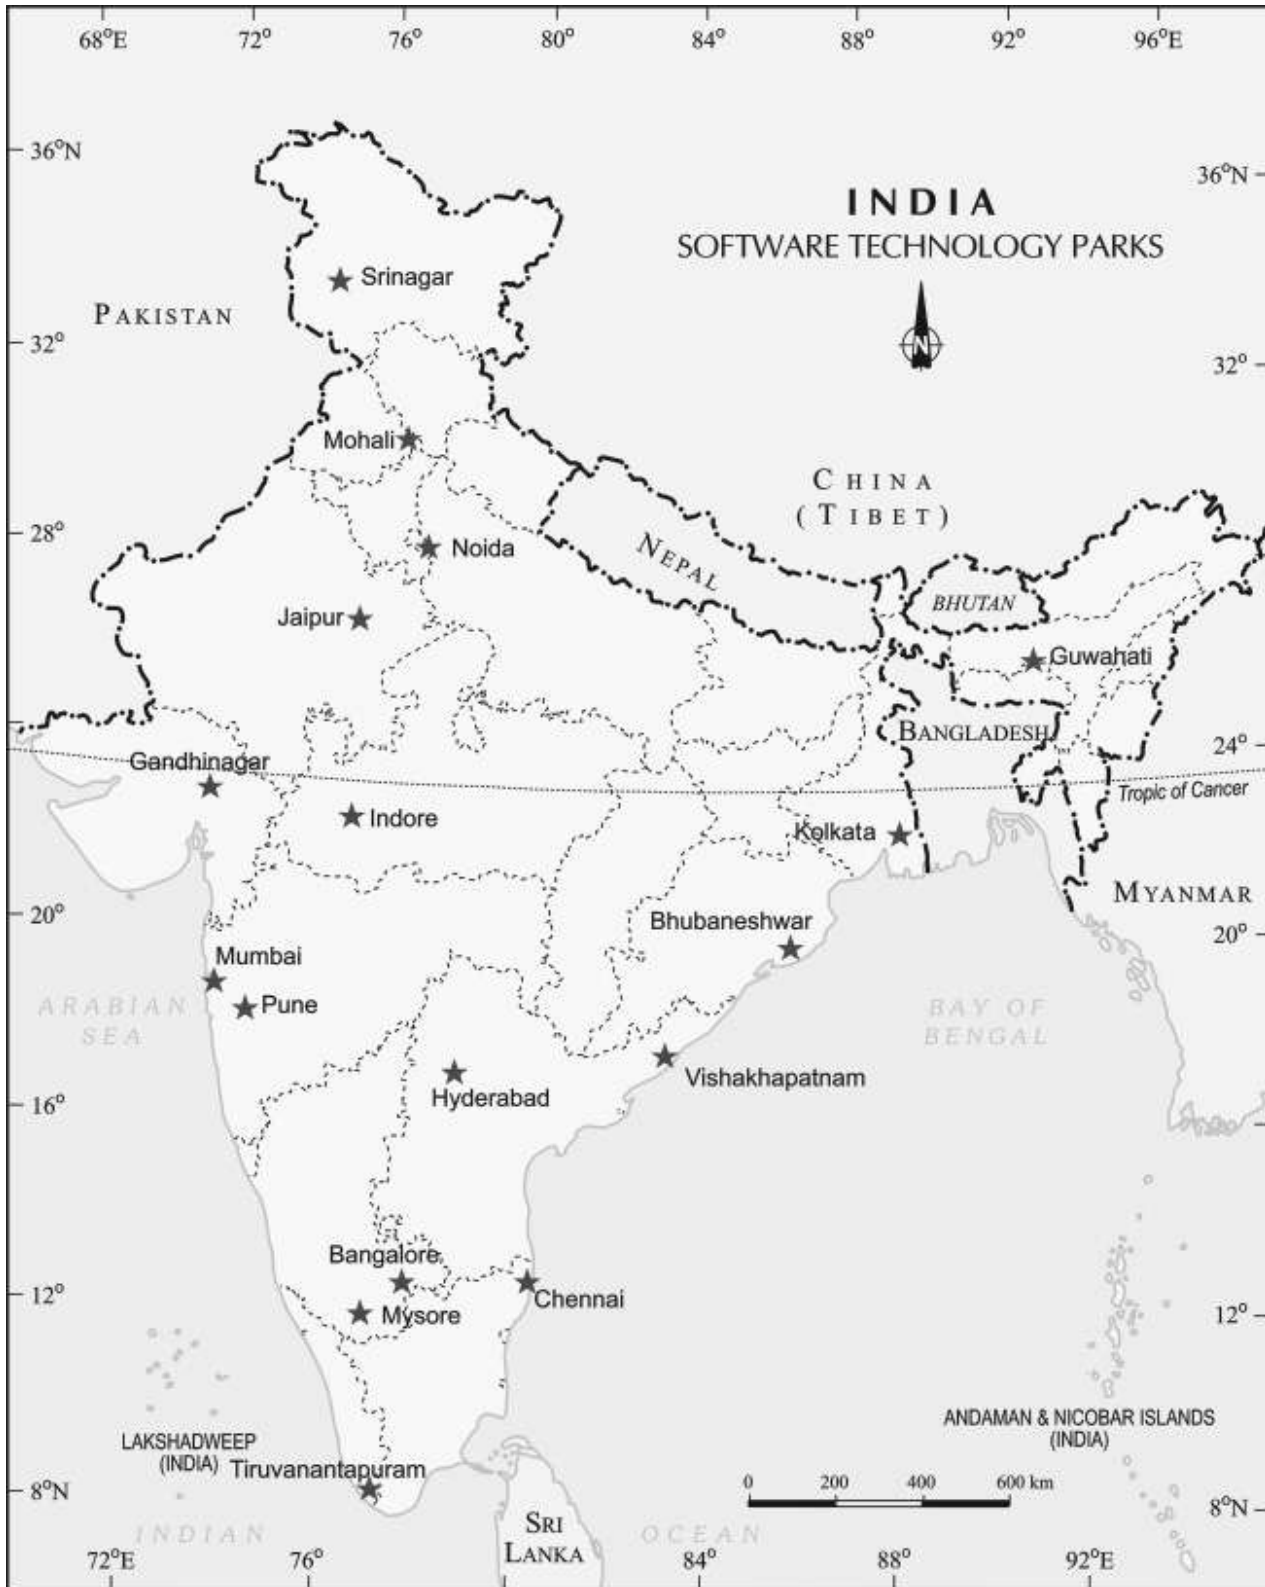 68°E 72° 76° 80° 84° 88° 92° 96°E
36°N
36°N
INDIA
SOFTWARE TECHNOLOGY PARKS
Srinagar
PAKISTAN
N
32°
32°
Mohali
CHINA
(TIBET)
28°
Noida
NEPAL
BHUTAN
Jaipur
Guwahati
BANGLADESH
24°
Gandhinagar
Tropic of Cancer
Indore
Kolkata
MYANMAR
20°
20°
Bhubaneshwar
Mumbai
Pune
ARABIAN
SEA
BAY OF
BENGAL
Vishakhapatnam
Hyderabad
16°
Bangalore
12°
Chennai
Mysore
12°
ANDAMAN & NICOBAR ISLANDS
(INDIA)
LAKSHADWEEP
(INDIA)
Tiruvanantapuram
0 200 400 600 km
8°N
8°N
SRI
LANKA
INDIAN OCEAN
72°E 76° 84° 88° 92°E